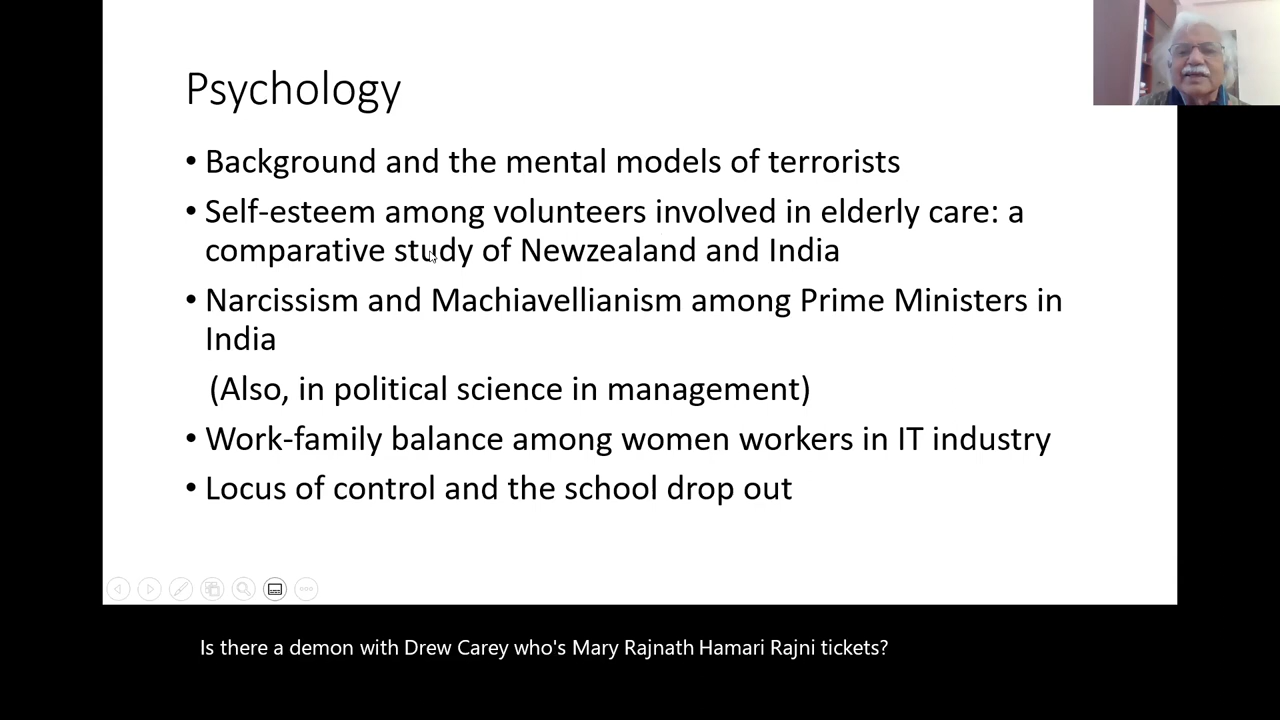 Psychology
• Background and the mental models of terrorists
• Self-esteem among volunteers involved in elderly care: a
comparative study of Newzealand and India
• Narcissism and Machiavellianism among Prime Ministers in
India
(Also, in political science in management)
• Work-family balance among women workers in IT industry
• Locus of control and the school drop out
Is there a demon with Drew Carey who's Mary Rajnath Hamari Rajni tickets?